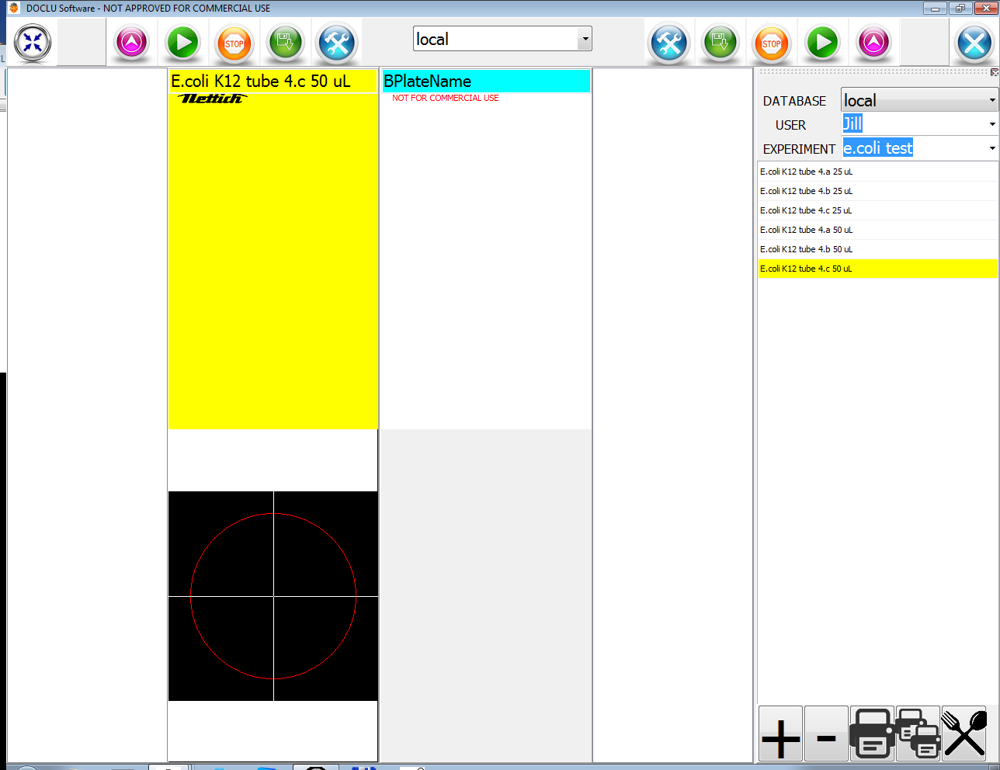 DOCLU Software - NOT APPROVED FOR COMMERCIAL USE
STOP
local
STOP
E.coli K12 tube 4.c 50 uL
BPlateName
Hettich
NOT FOR COMMERCIAL USE
DATABASE local
USER Jill
EXPERIMENT e.coli test
E.coli K12 tube 4.a 25 uL
E.coli K12 tube 4.b 25 uL
E.coli K12 tube 4.c 25 uL
E.coli K12 tube 4.a 50 uL
E.coli K12 tube 4.b 50 uL
E.coli K12 tube 4.c 50 uL
+ -